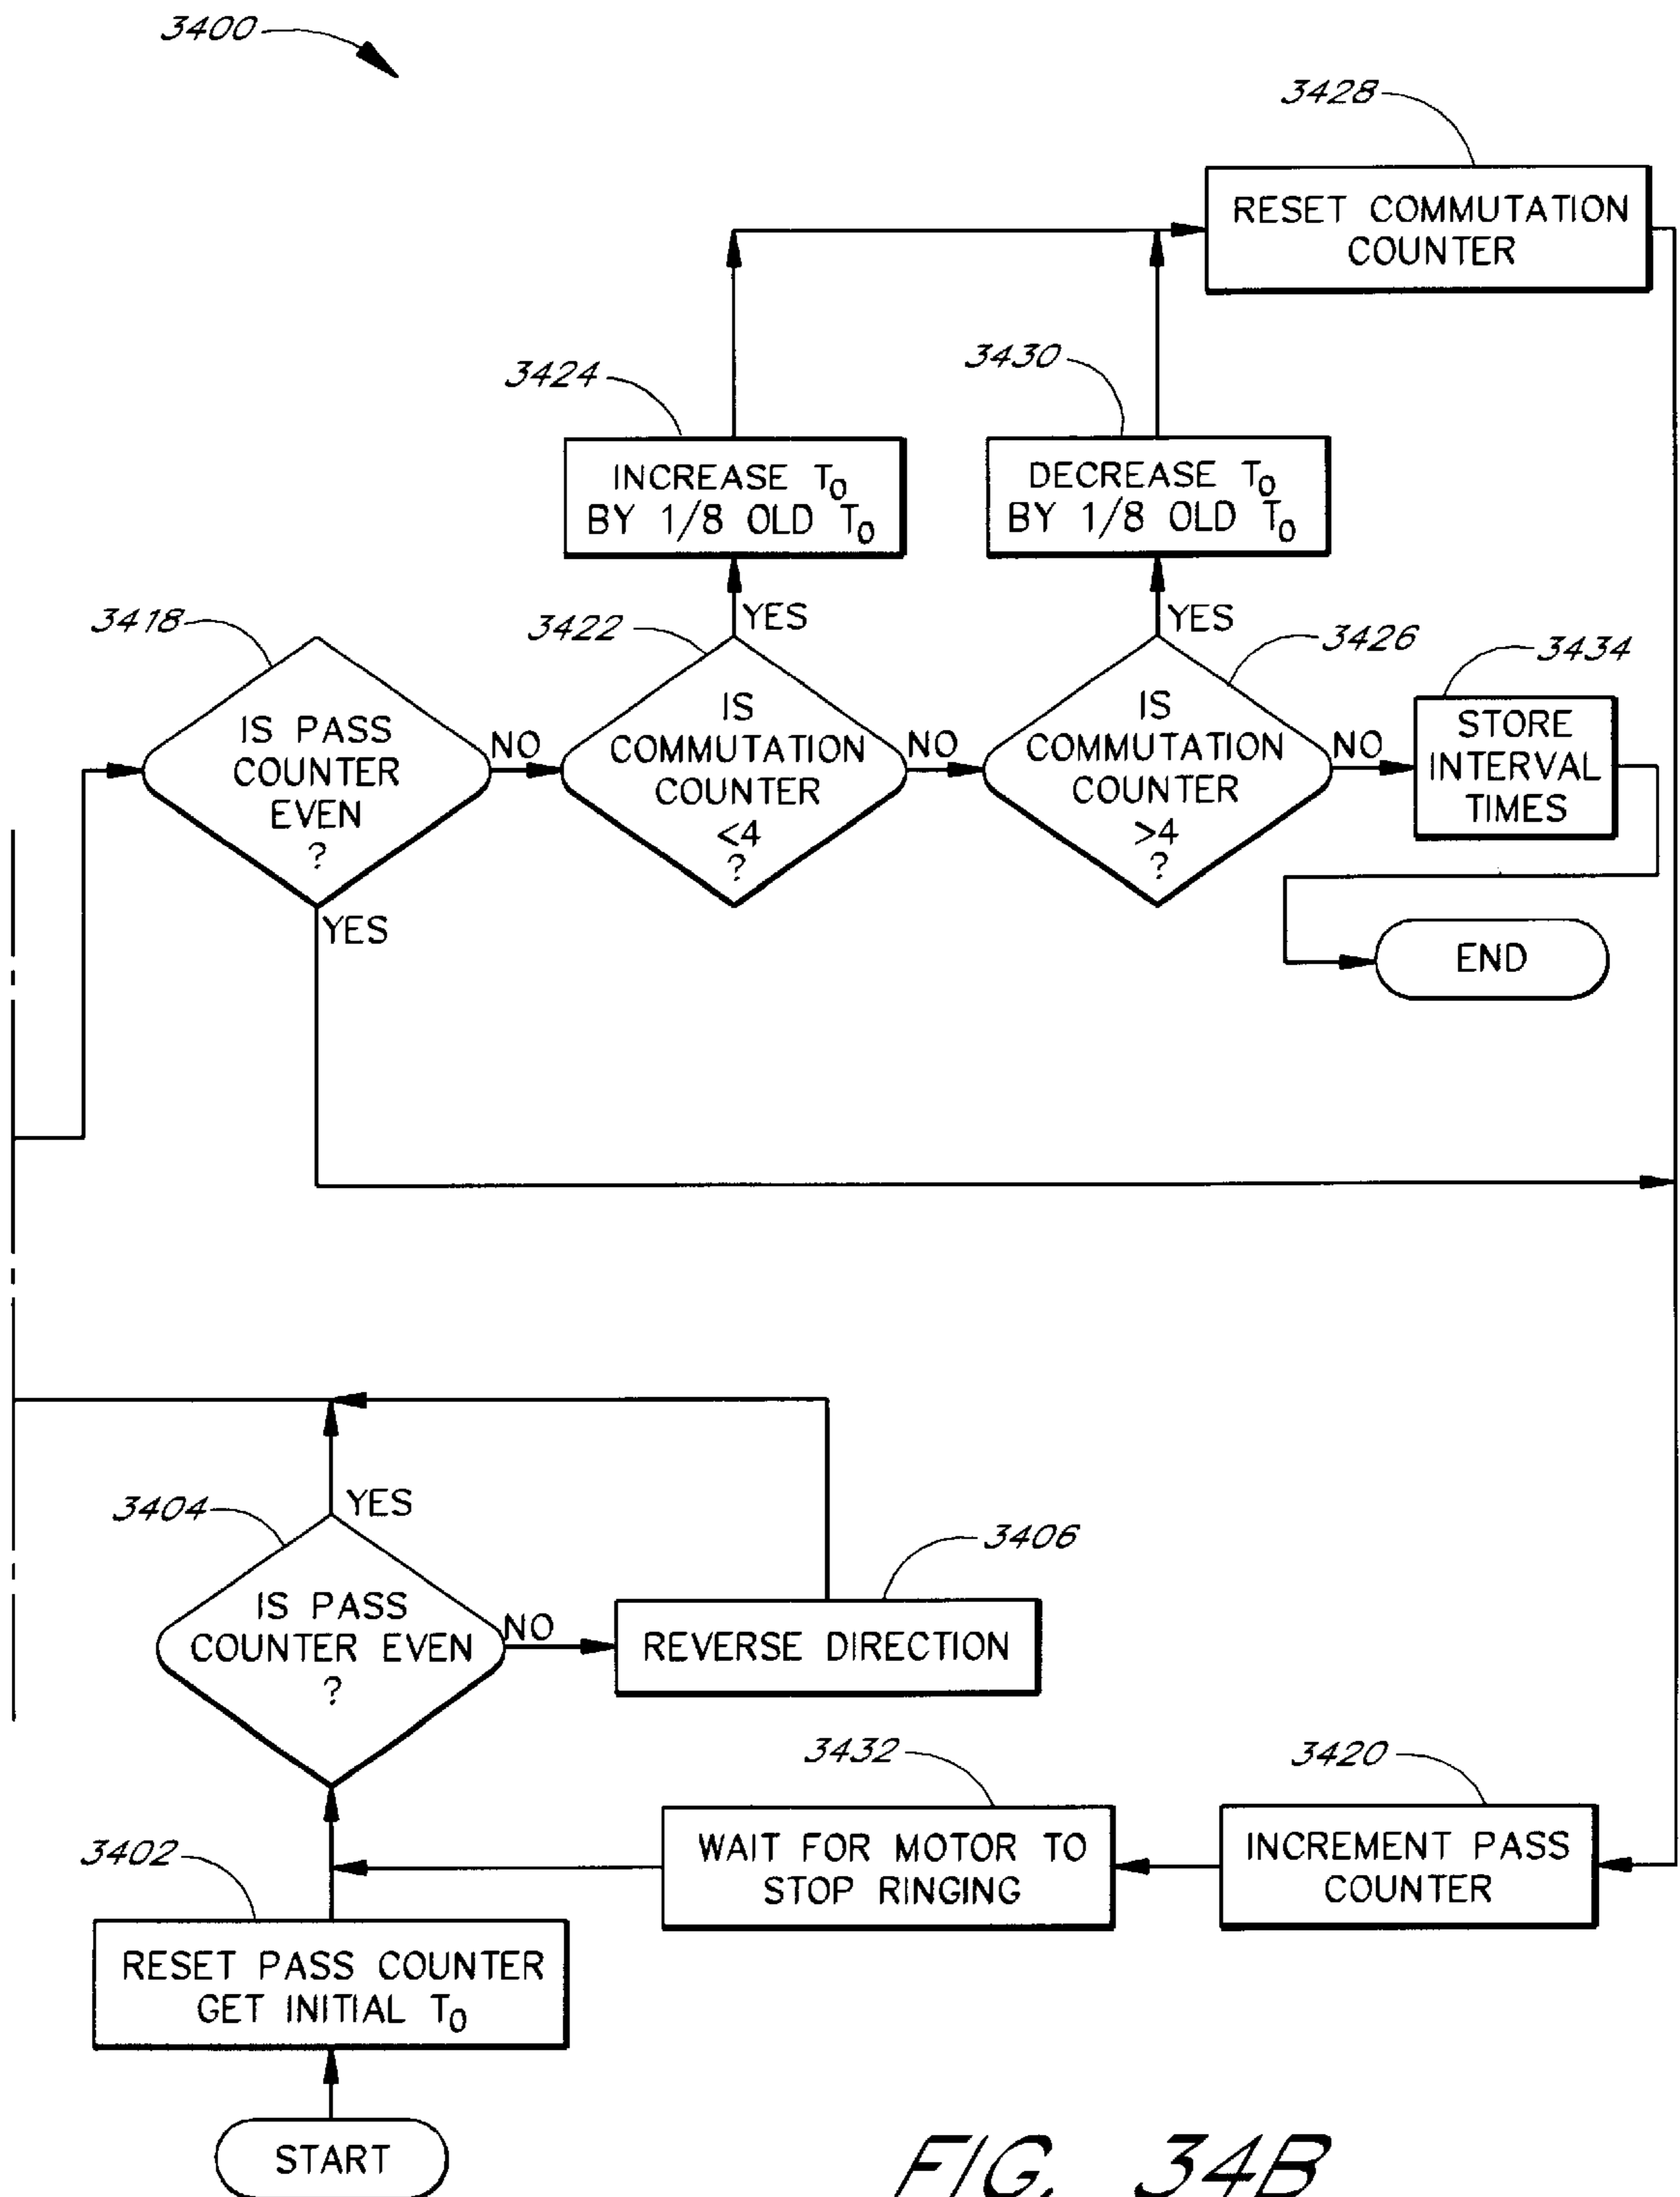 3400
3428
RESET COMMUTATION
COUNTER
3424
3430
INCREASE T0
BY 1/8 OLD T0
DECREASE T0
BY 1/8 OLD T0
3418
3422
YES
YES
3426
3434
IS PASS
COUNTER
EVEN
?
NO
IS
COMMUTATION
COUNTER
<4
?
NO
IS
COMMUTATION
COUNTER
>4
?
NO
STORE
INTERVAL
TIMES
YES
END
3404
YES
3406
IS PASS
COUNTER EVEN
?
NO
REVERSE DIRECTION
3432
3420
3402
WAIT FOR MOTOR TO
STOP RINGING
INCREMENT PASS
COUNTER
RESET PASS COUNTER
GET INITIAL T0
START
FIG. 34B